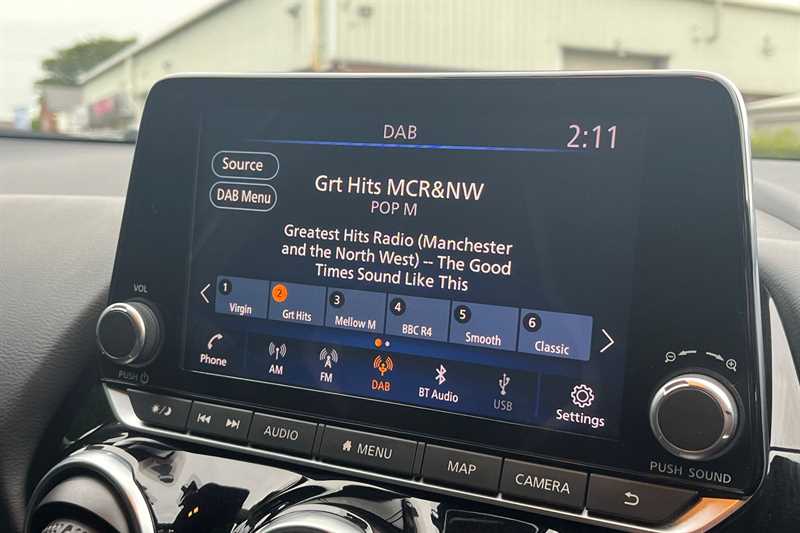 DAB
2:11
Source
DAB Menu
Grt Hits MCR&NW
POP M
Greatest Hits Radio (Manchester
and the North West) -- The Good
Times Sound Like This
1 Virgin
2 Grt Hits
3 Mellow M
4 BBC R4
5 Smooth
6 Classic
Phone
AM
FM
DAB
BT Audio
USB
Settings
VOL
PUSH
AUDIO
MENU
MAP
CAMERA
PUSH SOUND